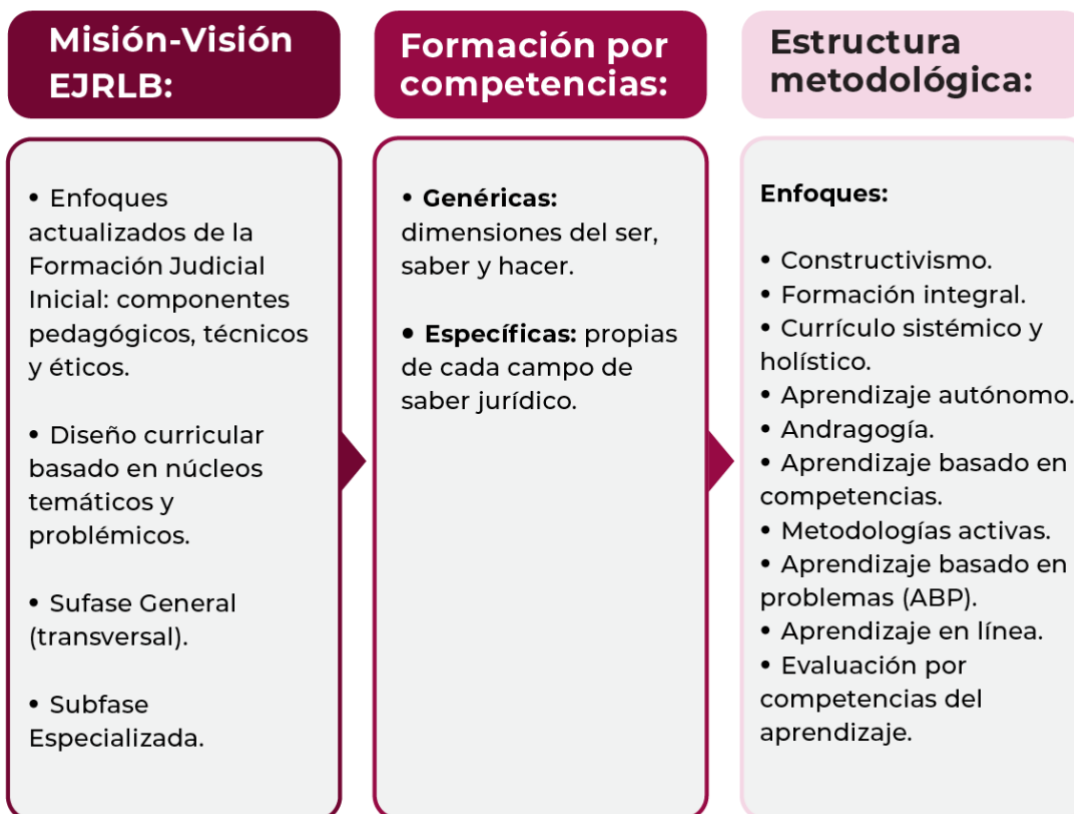 Misión-Visión
EJRLB:
• Enfoques
actualizados de la
Formación Judicial
Inicial: componentes
pedagógicos, técnicos
y éticos.
• Diseño curricular
basado en núcleos
temáticos y
problémicos.
• Sufase General
(transversal).
• Subfase
Especializada.
Formación por
competencias:
• Genéricas:
dimensiones del ser,
saber y hacer.
• Específicas: propias
de cada campo de
saber jurídico.
Estructura
metodológica:
Enfoques:
• Constructivismo.
• Formación integral.
• Currículo sistémico y
holístico.
• Aprendizaje autónomo.
• Andragogía.
• Aprendizaje basado en
competencias.
• Metodologías activas.
• Aprendizaje basado en
problemas (ABP).
• Aprendizaje en línea.
• Evaluación por
competencias del
aprendizaje.